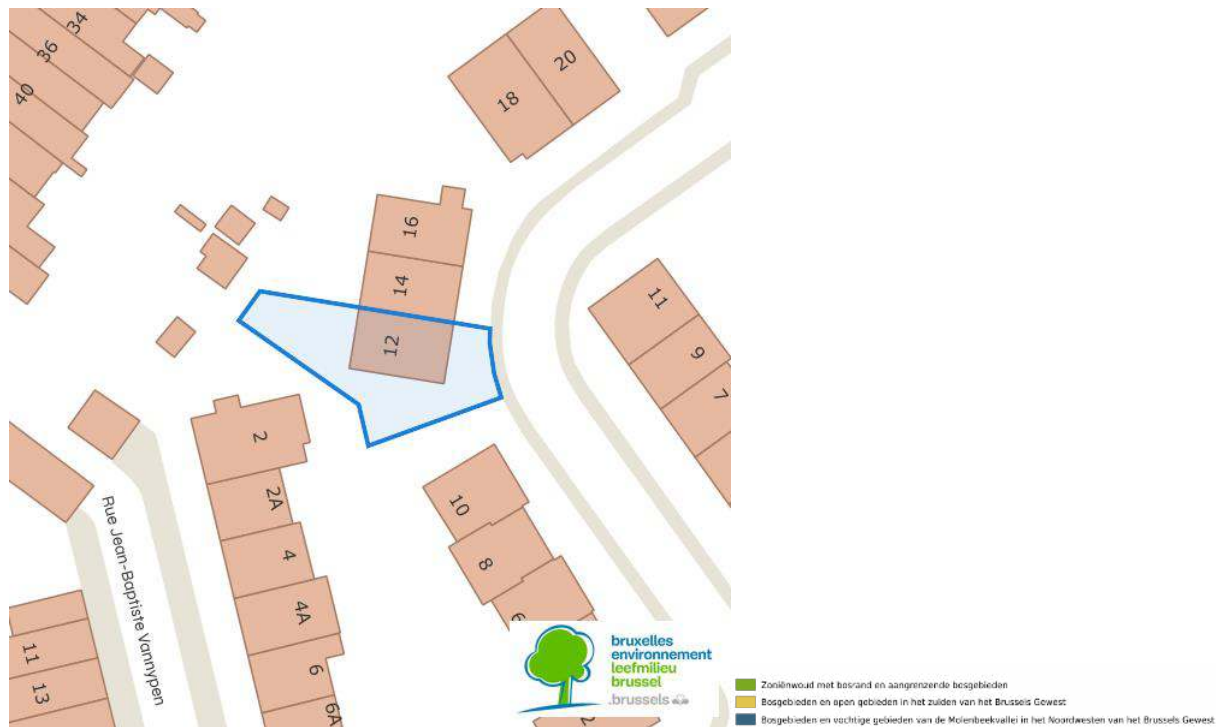 34
36
40
20
18
16
14
12
11
9
7
2
2A
4
4A
6
6A
10
8
6
2
11
13
Rue Jean-Baptiste Vannypen
bruxelles
environnement
leefmilieu
brussel
.brussels
Zoniënwoud met bosrand en aangrenzende bosgebieden
Bosgebieden en open gebieden in het zuiden van het Brussels Gewest
Bosgebieden en vochtige gebieden van de Molenbeekvallei in het Noordwesten van het Brussels Gewest